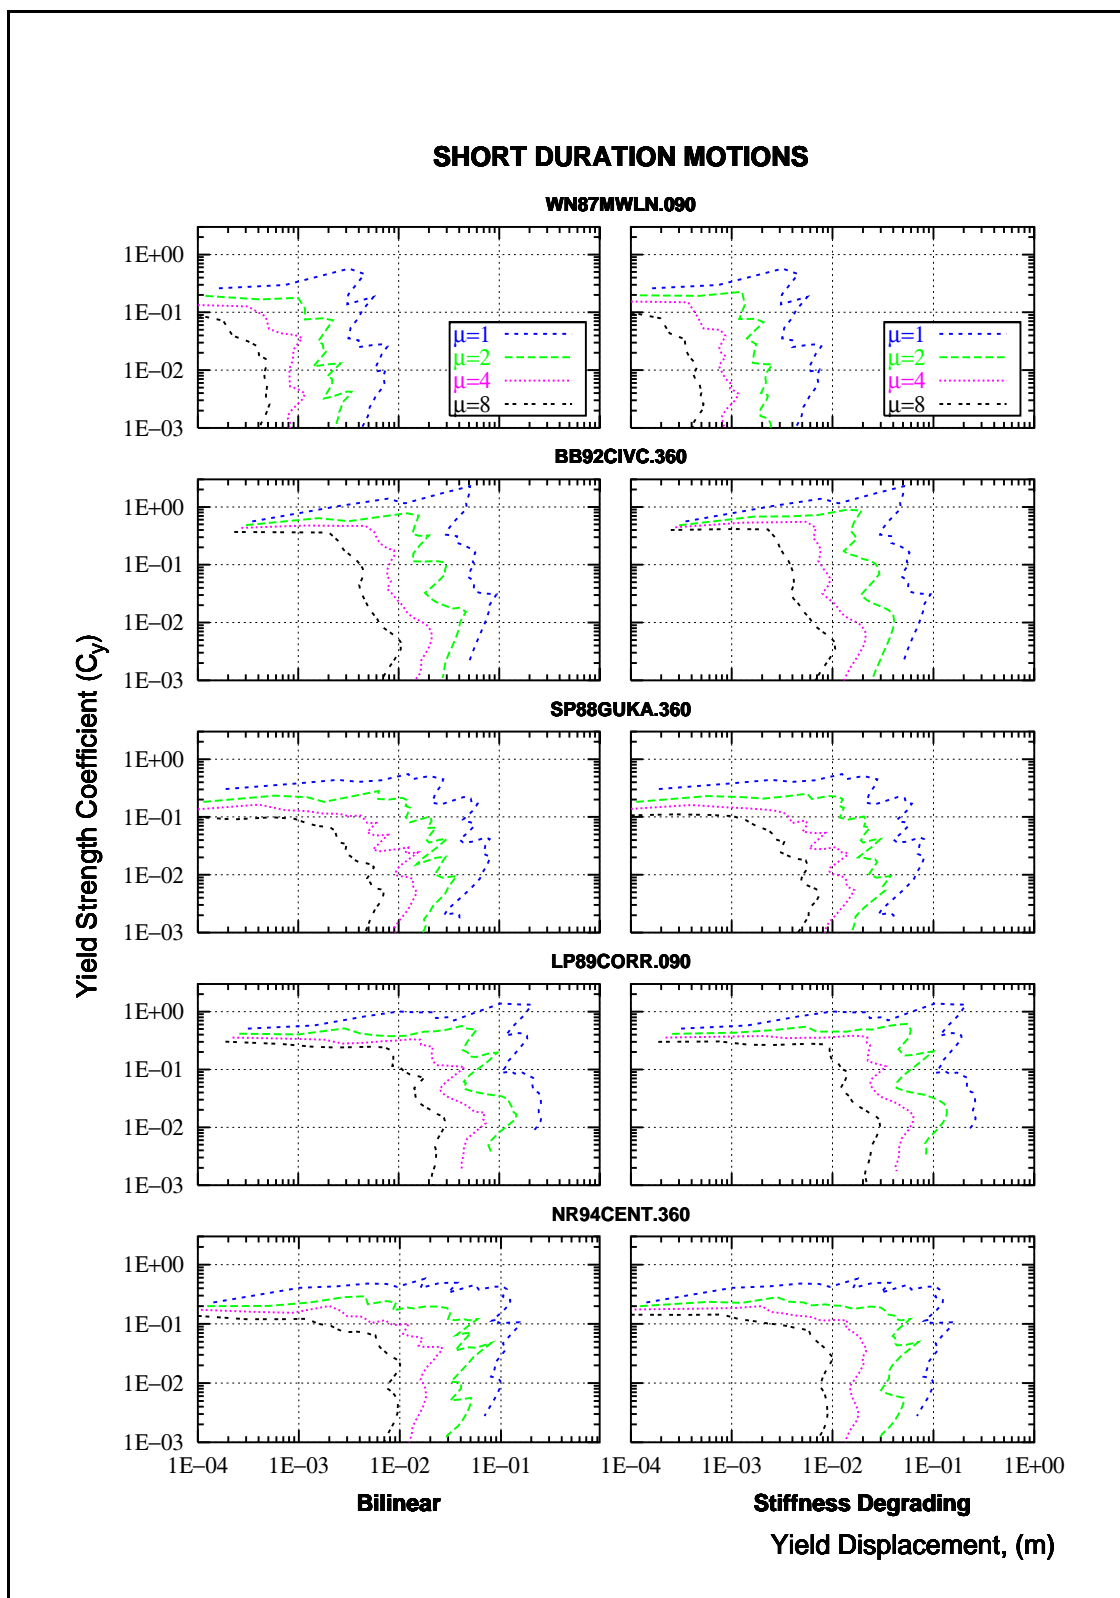 SHORT DURATION MOTIONS
WN87MWLN.090
1E+00
1E−01
1E−02
1E−03
μ=1
μ=2
μ=4
μ=8
μ=1
μ=2
μ=4
μ=8
BB92CIVC.360
1E+00
1E−01
1E−02
1E−03
SP88GUKA.360
1E+00
1E−01
1E−02
1E−03
Yield Strength Coefficient (Cy)
LP89CORR.090
1E+00
1E−01
1E−02
1E−03
NR94CENT.360
1E+00
1E−01
1E−02
1E−03
1E−04 1E−03 1E−02 1E−01 1E−04 1E−03 1E−02 1E−01 1E+00
Bilinear Stiffness Degrading
Yield Displacement, (m)